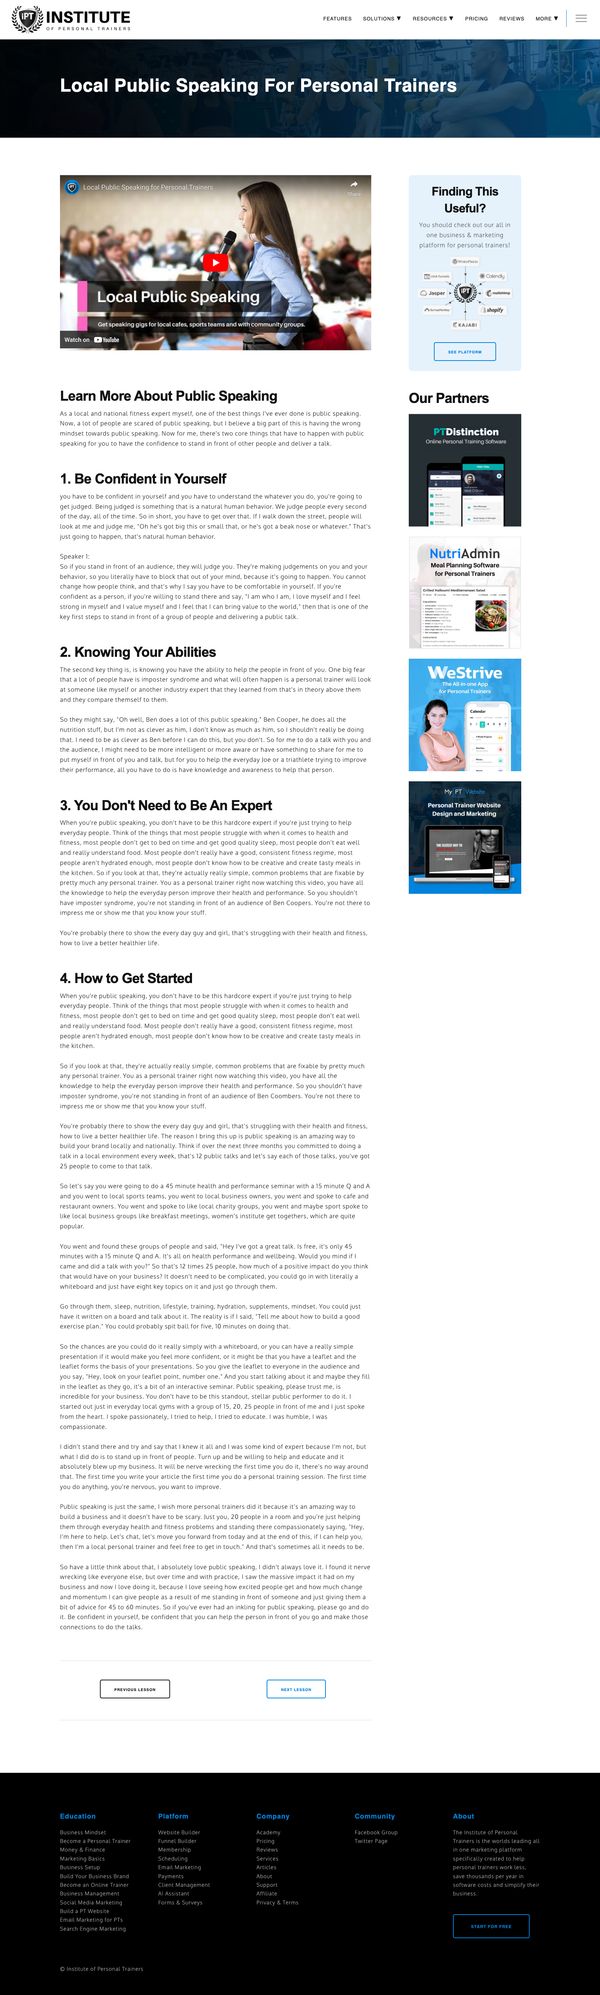 IPT INSTITUTE
OF PERSONAL TRAINERS
FEATURES
SOLUTIONS ▼
RESOURCES ▼
PRICING
REVIEWS
MORE ▼
Local Public Speaking For Personal Trainers
Local Public Speaking for Personal Trainers
Share
Local Public Speaking
Get speaking gigs for local cafes, sports teams and with community groups.
Watch on YouTube
Learn More About Public Speaking
As a local and national fitness expert myself, one of the best things I've ever done is public speaking.
Now, a lot of people are scared of public speaking, but I believe a big part of this is having the wrong
mindset towards public speaking. Now for me, there's two core things that have to happen with public
speaking for you to have the confidence to stand in front of other people and deliver a talk.
1. Be Confident in Yourself
you have to be confident in yourself and you have to understand the whatever you do, you're going to
get judged. Being judged is something that is a natural human behavior. We judge people every second
of the day, all of the time. So in short, you have to get over that. If I walk down the street, people will
look at me and judge me, "Oh he's got big this or small that, or he's got a beak nose or whatever." That's
just going to happen, that's natural human behavior.
Speaker 1:
So if you stand in front of an audience, they will judge you. They're making judgements on you and your
behavior, so you literally have to block that out of your mind, because it's going to happen. You cannot
change how people think, and that's why I say you have to be comfortable in yourself. If you're
confident as a person, if you're willing to stand there and say, "I am who I am, I love myself and I feel
strong in myself and I value myself and I feel that I can bring value to the world," then that is one of the
key first steps to stand in front of a group of people and delivering a public talk.
2. Knowing Your Abilities
The second key thing is, is knowing you have the ability to help the people in front of you. One big fear
that a lot of people have is imposter syndrome and what will often happen is a personal trainer will look
at someone like myself or another industry expert that they learned from that's in theory above them
and they compare themself to them.
So they might say, "Oh well, Ben does a lot of this public speaking," Ben Cooper, he does all the
nutrition stuff, but I'm not as clever as him, I don't know as much as him, so I shouldn't really be doing
that. I need to be as clever as Ben before I can do this, but you don't. So for me to do a talk with you and
the audience, I might need to be more intelligent or more aware or have something to share for me to
put myself in front of you and talk, but for you to help the everyday Joe or a triathlete trying to improve
their performance, all you have to do is have knowledge and awareness to help that person.
3. You Don't Need to Be An Expert
When you're public speaking, you don't have to be this hardcore expert if you're just trying to help
everyday people. Think of the things that most people struggle with when it comes to health and
fitness, most people don't get to bed on time and get good quality sleep, most people don't eat well
and really understand food. Most people don't really have a good, consistent fitness regime, most
people aren't hydrated enough, most people don't know how to be creative and create tasty meals in
the kitchen. So if you look at that, they're actually really simple, common problems that are fixable by
pretty much any personal trainer. You as a personal trainer right now watching this video, you have all
the knowledge to help the everyday person improve their health and performance. So you shouldn't
have imposter syndrome, you're not standing in front of an audience of Ben Coopers. You're not there to
impress me or show me that you know your stuff.
You're probably there to show the every day guy and girl, that's struggling with their health and fitness,
how to live a better healthier life.
4. How to Get Started
When you're public speaking, you don't have to be this hardcore expert if you're just trying to help
everyday people. Think of the things that most people struggle with when it comes to health and
fitness, most people don't get to bed on time and get good quality sleep, most people don't eat well
and really understand food. Most people don't really have a good, consistent fitness regime, most
people aren't hydrated enough, most people don't know how to be creative and create tasty meals in
the kitchen.
So if you look at that, they're actually really simple, common problems that are fixable by pretty much
any personal trainer. You as a personal trainer right now watching this video, you have all the
knowledge to help the everyday person improve their health and performance. So you shouldn't have
imposter syndrome, you're not standing in front of an audience of Ben Coombers. You're not there to
impress me or show me that you know your stuff.
You're probably there to show the every day guy and girl, that's struggling with their health and fitness,
how to live a better healthier life. The reason I bring this up is public speaking is an amazing way to
build your brand locally and nationally. Think if over the next three months you committed to doing a
talk in a local environment every week, that's 12 public talks and let's say each of those talks, you've got
25 people to come to that talk.
So let's say you were going to do a 45 minute health and performance seminar with a 15 minute Q and A
and you went to local sports teams, you went to local business owners, you went and spoke to cafe and
restaurant owners. You went and spoke to like local charity groups, you went and maybe sport spoke to
like local business groups like breakfast meetings, women's institute get togethers, which are quite
popular.
You went and found these groups of people and said, "Hey I've got a great talk. Is free, it's only 45
minutes with a 15 minute Q and A. It's all on health performance and wellbeing. Would you mind if I
came and did a talk with you?" So that's 12 times 25 people, how much of a positive impact do you think
that would have on your business? It doesn't need to be complicated, you could go in with literally a
whiteboard and just have eight key topics on it and just go through them.
Go through them, sleep, nutrition, lifestyle, training, hydration, supplements, mindset. You could just
have it written on a board and talk about it. The reality is if I said, "Tell me about how to build a good
exercise plan." You could probably spit ball for five, 10 minutes on doing that.
So the chances are you could do it really simply with a whiteboard, or you can have a really simple
presentation if it would make you feel more confident, or it might be that you have a leaflet and the
leaflet forms the basis of your presentations. So you give the leaflet to everyone in the audience and
you say, "Hey, look on your leaflet point, number one." And you start talking about it and maybe they fill
in the leaflet as they go, it's a bit of an interactive seminar. Public speaking, please trust me, is
incredible for your business. You don't have to be this standout, stellar public performer to do it. I
started out just in everyday local gyms with a group of 15, 20, 25 people in front of me and I just spoke
from the heart. I spoke passionately, I tried to help, I tried to educate. I was humble, I was
compassionate.
I didn't stand there and try and say that I knew it all and I was some kind of expert because I'm not, but
what I did do is to stand up in front of people. Turn up and be willing to help and educate and it
absolutely blew up my business. It will be nerve wrecking the first time you do it, there's no way around
that. The first time you write your article the first time you do a personal training session. The first time
you do anything, you're nervous, you want to improve.
Public speaking is just the same, I wish more personal trainers did it because it's an amazing way to
build a business and it doesn't have to be scary. Just you, 20 people in a room and you're just helping
them through everyday health and fitness problems and standing there compassionately saying, "Hey,
I'm here to help. Let's chat, let's move you forward from today and at the end of this, if I can help you,
then I'm a local personal trainer and feel free to get in touch." And that's sometimes all it needs to be.
So have a little think about that, I absolutely love public speaking, I didn't always love it. I found it nerve
wrecking like everyone else, but over time and with practice, I saw the massive impact it had on my
business and now I love doing it, because I love seeing how excited people get and how much change
and momentum I can give people as a result of me standing in front of someone and just giving them a
bit of advice for 45 to 60 minutes. So if you've ever had an inkling for public speaking, please go and do
it. Be confident in yourself, be confident that you can help the person in front of you go and make those
connections to do the talks.
PREVIOUS LESSON
NEXT LESSON
Finding This
Useful?
You should check out our all in
one business & marketing
platform for personal trainers!
WordPress
Click Funnels
Calendly
Jasper
IPT
mailchimp
SurveyMonkey
shopify
KAJABI
SEE PLATFORM
Our Partners
PTDistinction
Online Personal Training Software
NutriAdmin
Meal Planning Software
for Personal Trainers
Grilled Halloumi Mediterranean Salad
WeStrive
The All-in-one App
for Personal Trainers
Calendar
My PT Website
Personal Trainer Website
Design and Marketing
Education
Business Mindset
Become a Personal Trainer
Money & Finance
Marketing Basics
Business Setup
Build Your Business Brand
Become an Online Trainer
Business Management
Social Media Marketing
Build a PT Website
Email Marketing for PTs
Search Engine Marketing
Platform
Website Builder
Funnel Builder
Membership
Scheduling
Email Marketing
Payments
Client Management
AI Assistant
Forms & Surveys
Company
Academy
Pricing
Reviews
Services
Articles
About
Support
Affiliate
Privacy & Terms
Community
Facebook Group
Twitter Page
About
The Institute of Personal
Trainers is the worlds leading all
in one marketing platform
specifically created to help
personal trainers work less,
save thousands per year in
software costs and simplify their
business.
START FOR FREE
© Institute of Personal Trainers